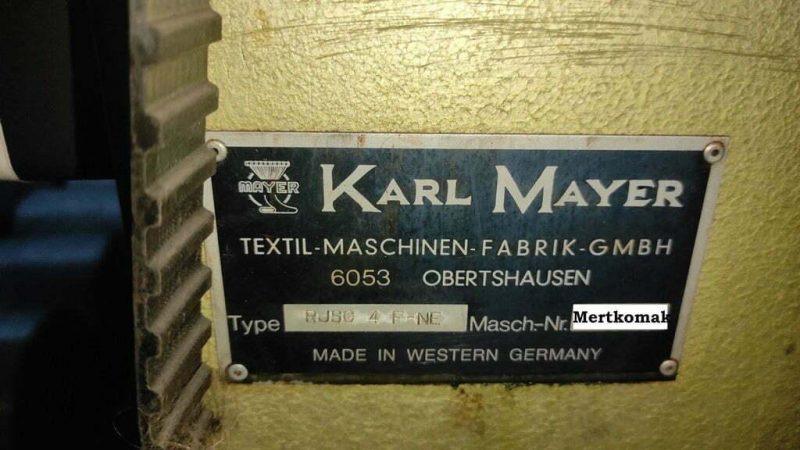 MAYER
KARL MAYER
TEXTIL-MASCHINEN-FABRIK-GMBH
6053 OBERTSHAUSEN
Type RJSC 4 F-NE Masch-Nr. Mertkomak
MADE IN WESTERN GERMANY